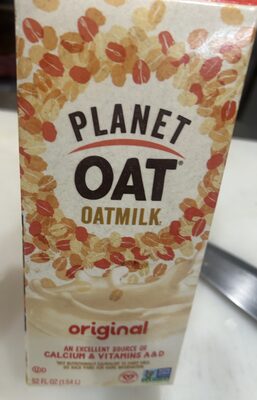 PLANET
OAT®
OATMILK
original
AN EXCELLENT SOURCE OF
CALCIUM & VITAMINS A & D
52 FL OZ (1.54 L)